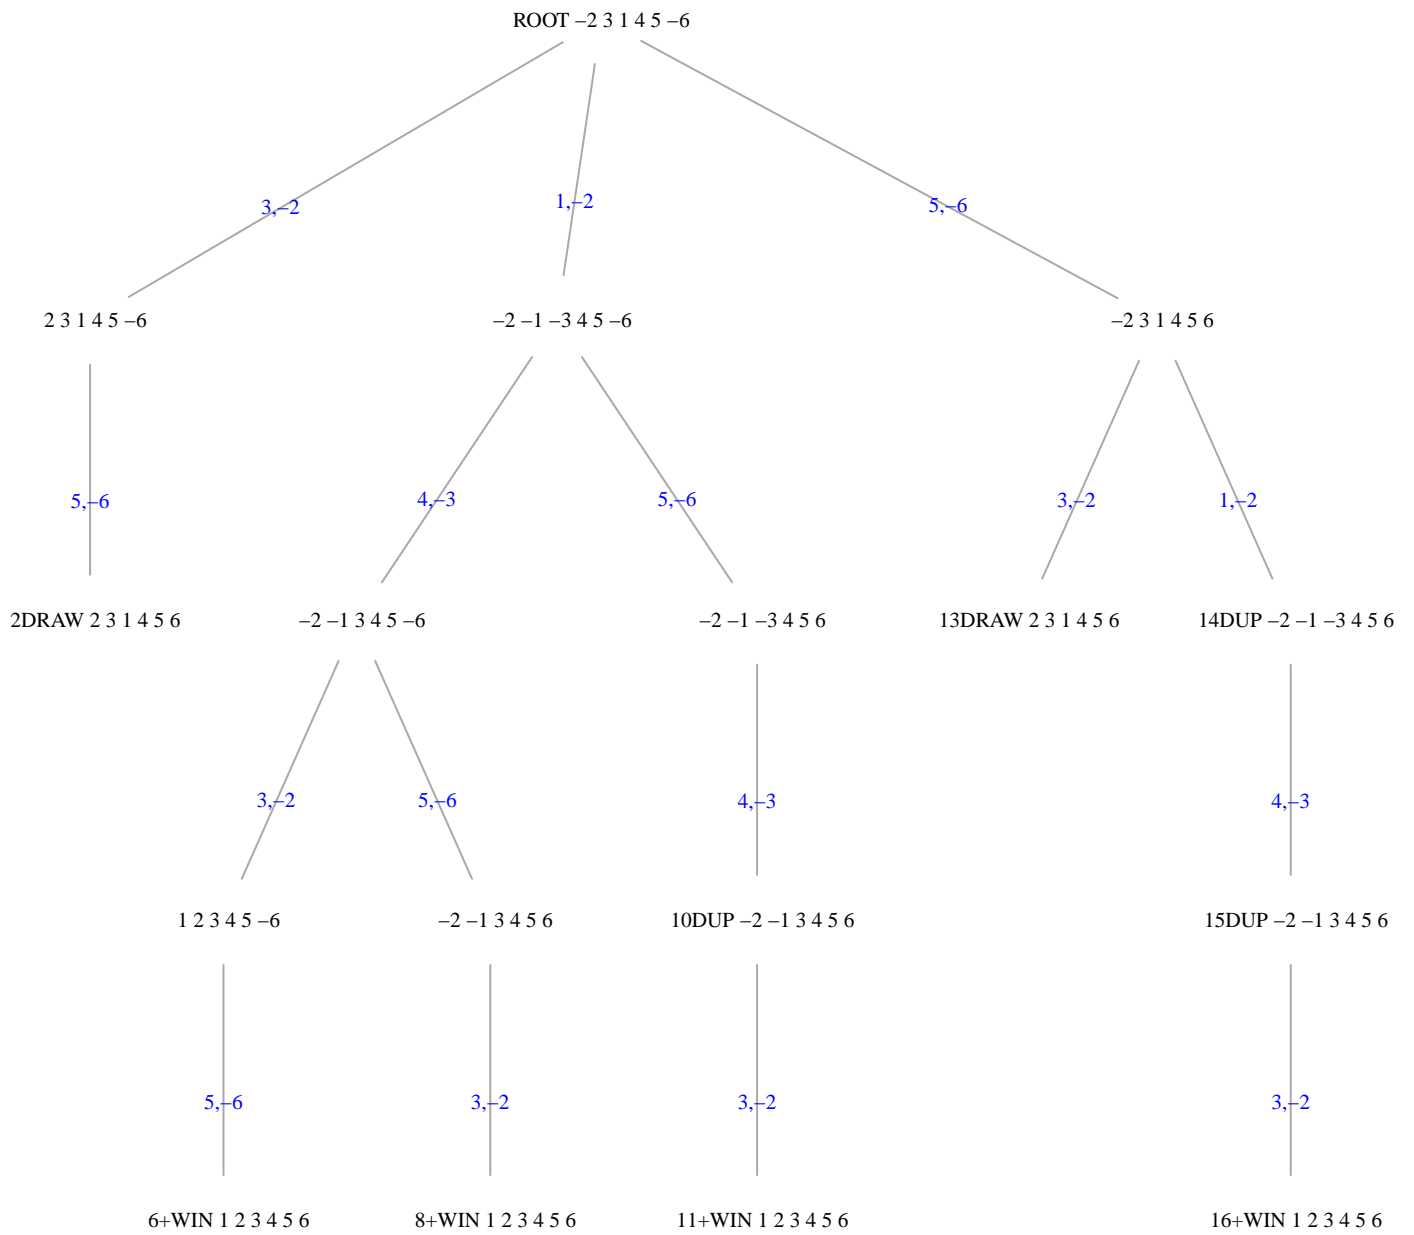 ROOT −2 3 1 4 5 −6
3,−2
1,−2
5,−6
2 3 1 4 5 −6
−2 −1 −3 4 5 −6
−2 3 1 4 5 6
5,−6
4,−3
5,−6
3,−2
1,−2
2DRAW 2 3 1 4 5 6
−2 −1 3 4 5 −6
−2 −1 −3 4 5 6
13DRAW 2 3 1 4 5 6
14DUP −2 −1 −3 4 5 6
3,−2
5,−6
4,−3
4,−3
1 2 3 4 5 −6
−2 −1 3 4 5 6
10DUP −2 −1 3 4 5 6
15DUP −2 −1 3 4 5 6
5,−6
3,−2
3,−2
3,−2
6+WIN 1 2 3 4 5 6
8+WIN 1 2 3 4 5 6
11+WIN 1 2 3 4 5 6
16+WIN 1 2 3 4 5 6